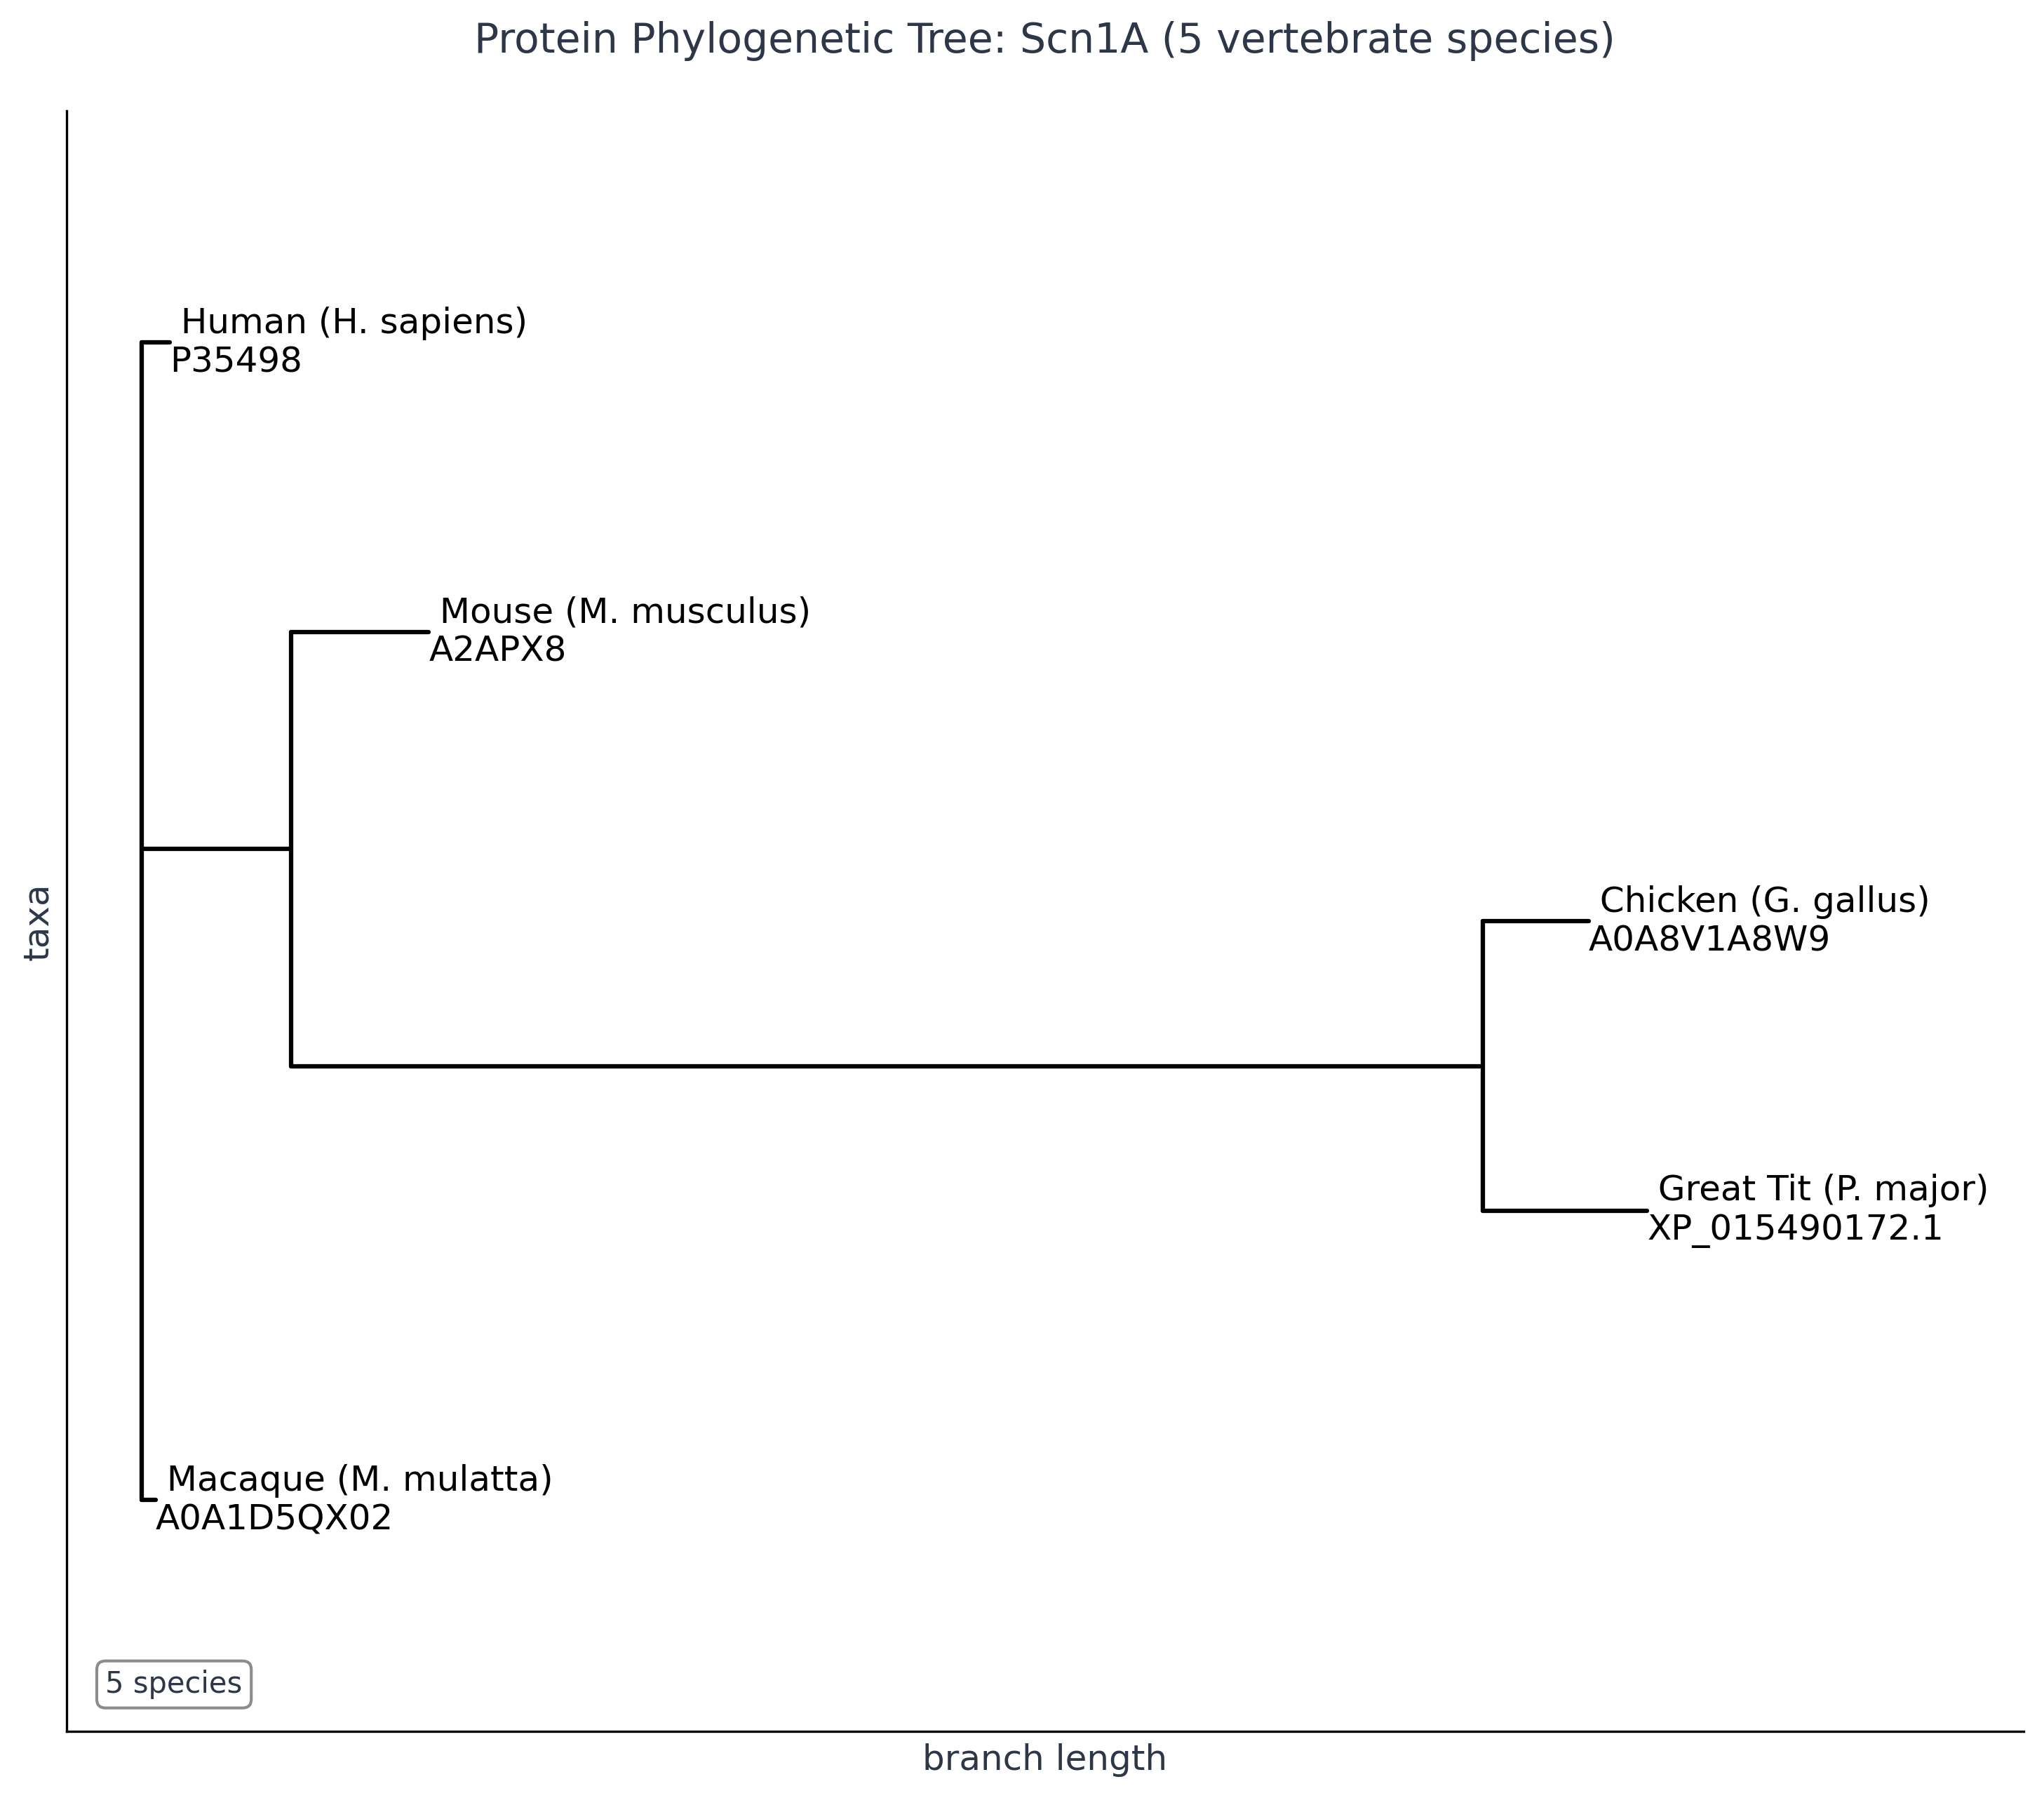 Protein Phylogenetic Tree: Scn1A (5 vertebrate species)
Human (H. sapiens)
P35498
Mouse (M. musculus)
A2APX8
Chicken (G. gallus)
A0A8V1A8W9
taxa
Great Tit (P. major)
XP_015490172.1
Macaque (M. mulatta)
A0A1D5QX02
5 species
branch length